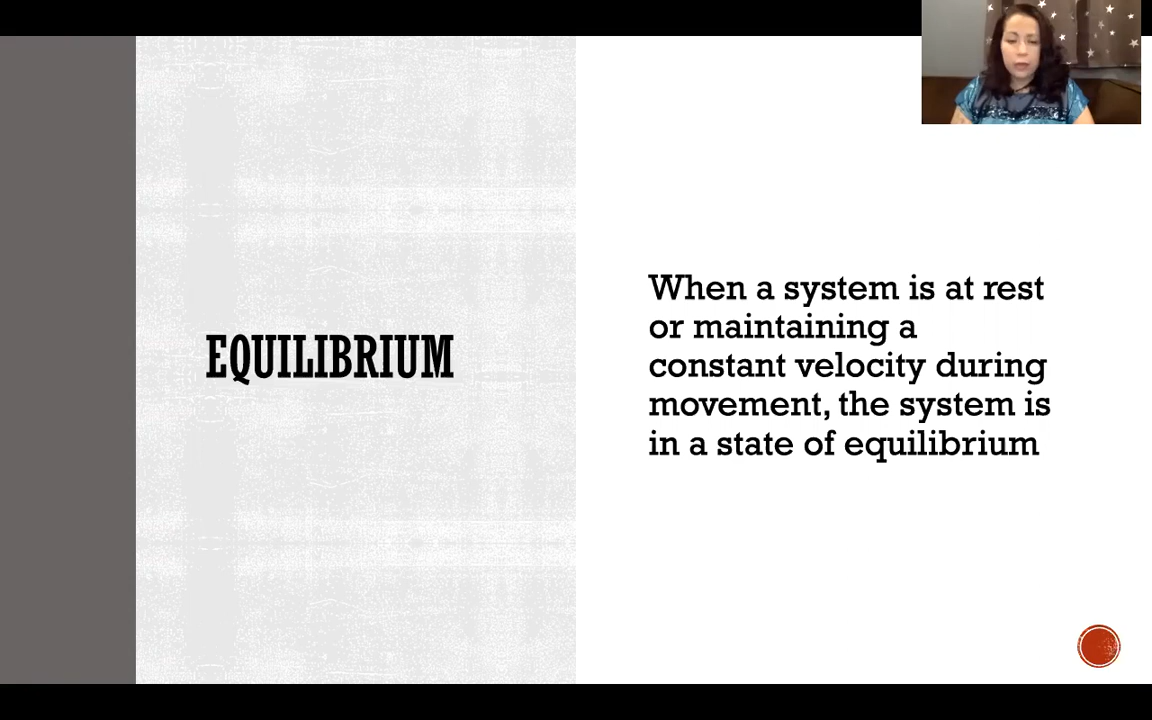 EQUILIBRIUM
When a system is at rest
or maintaining a
constant velocity during
movement, the system is
in a state of equilibrium